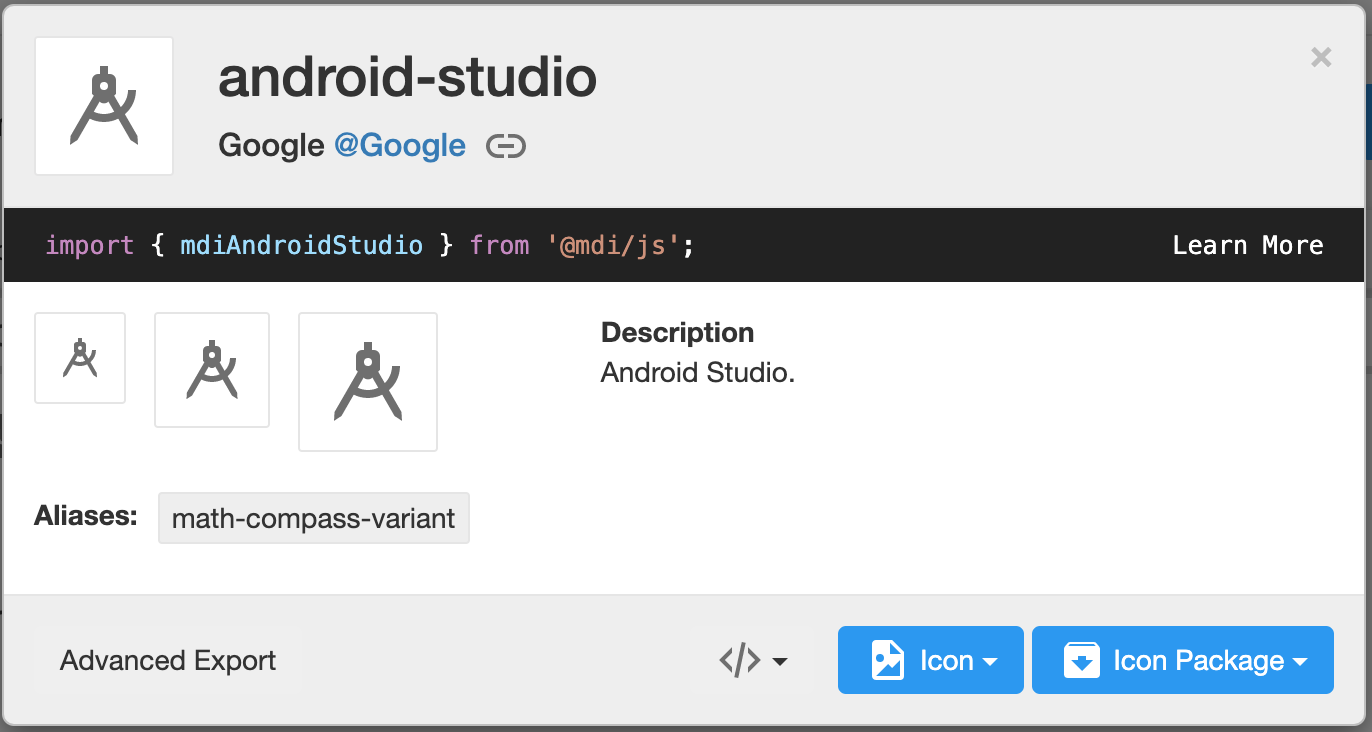 android-studio
Google @Google
import { mdiAndroidStudio } from '@mdi/js';
Learn More
Description
Android Studio.
Aliases: math-compass-variant
Advanced Export
Icon
Icon Package